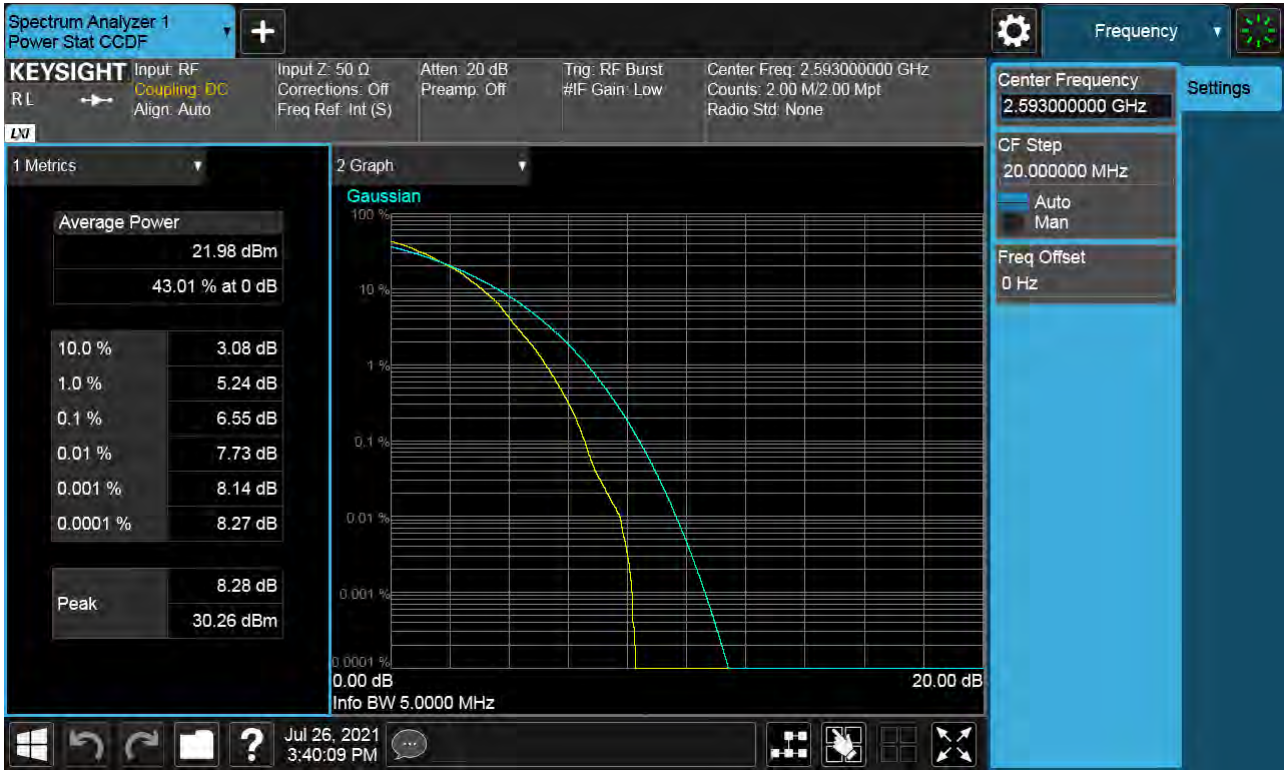 Spectrum Analyzer 1
Power Stat CCDF
+
Frequency
KEYSIGHT
R L
LXI
Input: RF
Coupling: DC
Align: Auto
Input Z: 50 Ω
Corrections: Off
Freq Ref: Int (S)
Atten: 20 dB
Preamp: Off
Trig: RF Burst
#IF Gain: Low
Center Freq: 2.593000000 GHz
Counts: 2.00 M/2.00 Mpt
Radio Std: None
Center Frequency
2.593000000 GHz
Settings
CF Step
20.000000 MHz
Auto
Man
Freq Offset
0 Hz
1 Metrics
Average Power
21.98 dBm
43.01 % at 0 dB
10.0 % 3.08 dB
1.0 % 5.24 dB
0.1 % 6.55 dB
0.01 % 7.73 dB
0.001 % 8.14 dB
0.0001 % 8.27 dB
Peak
8.28 dB
30.26 dBm
2 Graph
Gaussian
100 %
10 %
1 %
0.1 %
0.01 %
0.001 %
0.0001 %
0.00 dB 20.00 dB
Info BW 5.0000 MHz
?
Jul 26, 2021
3:40:09 PM